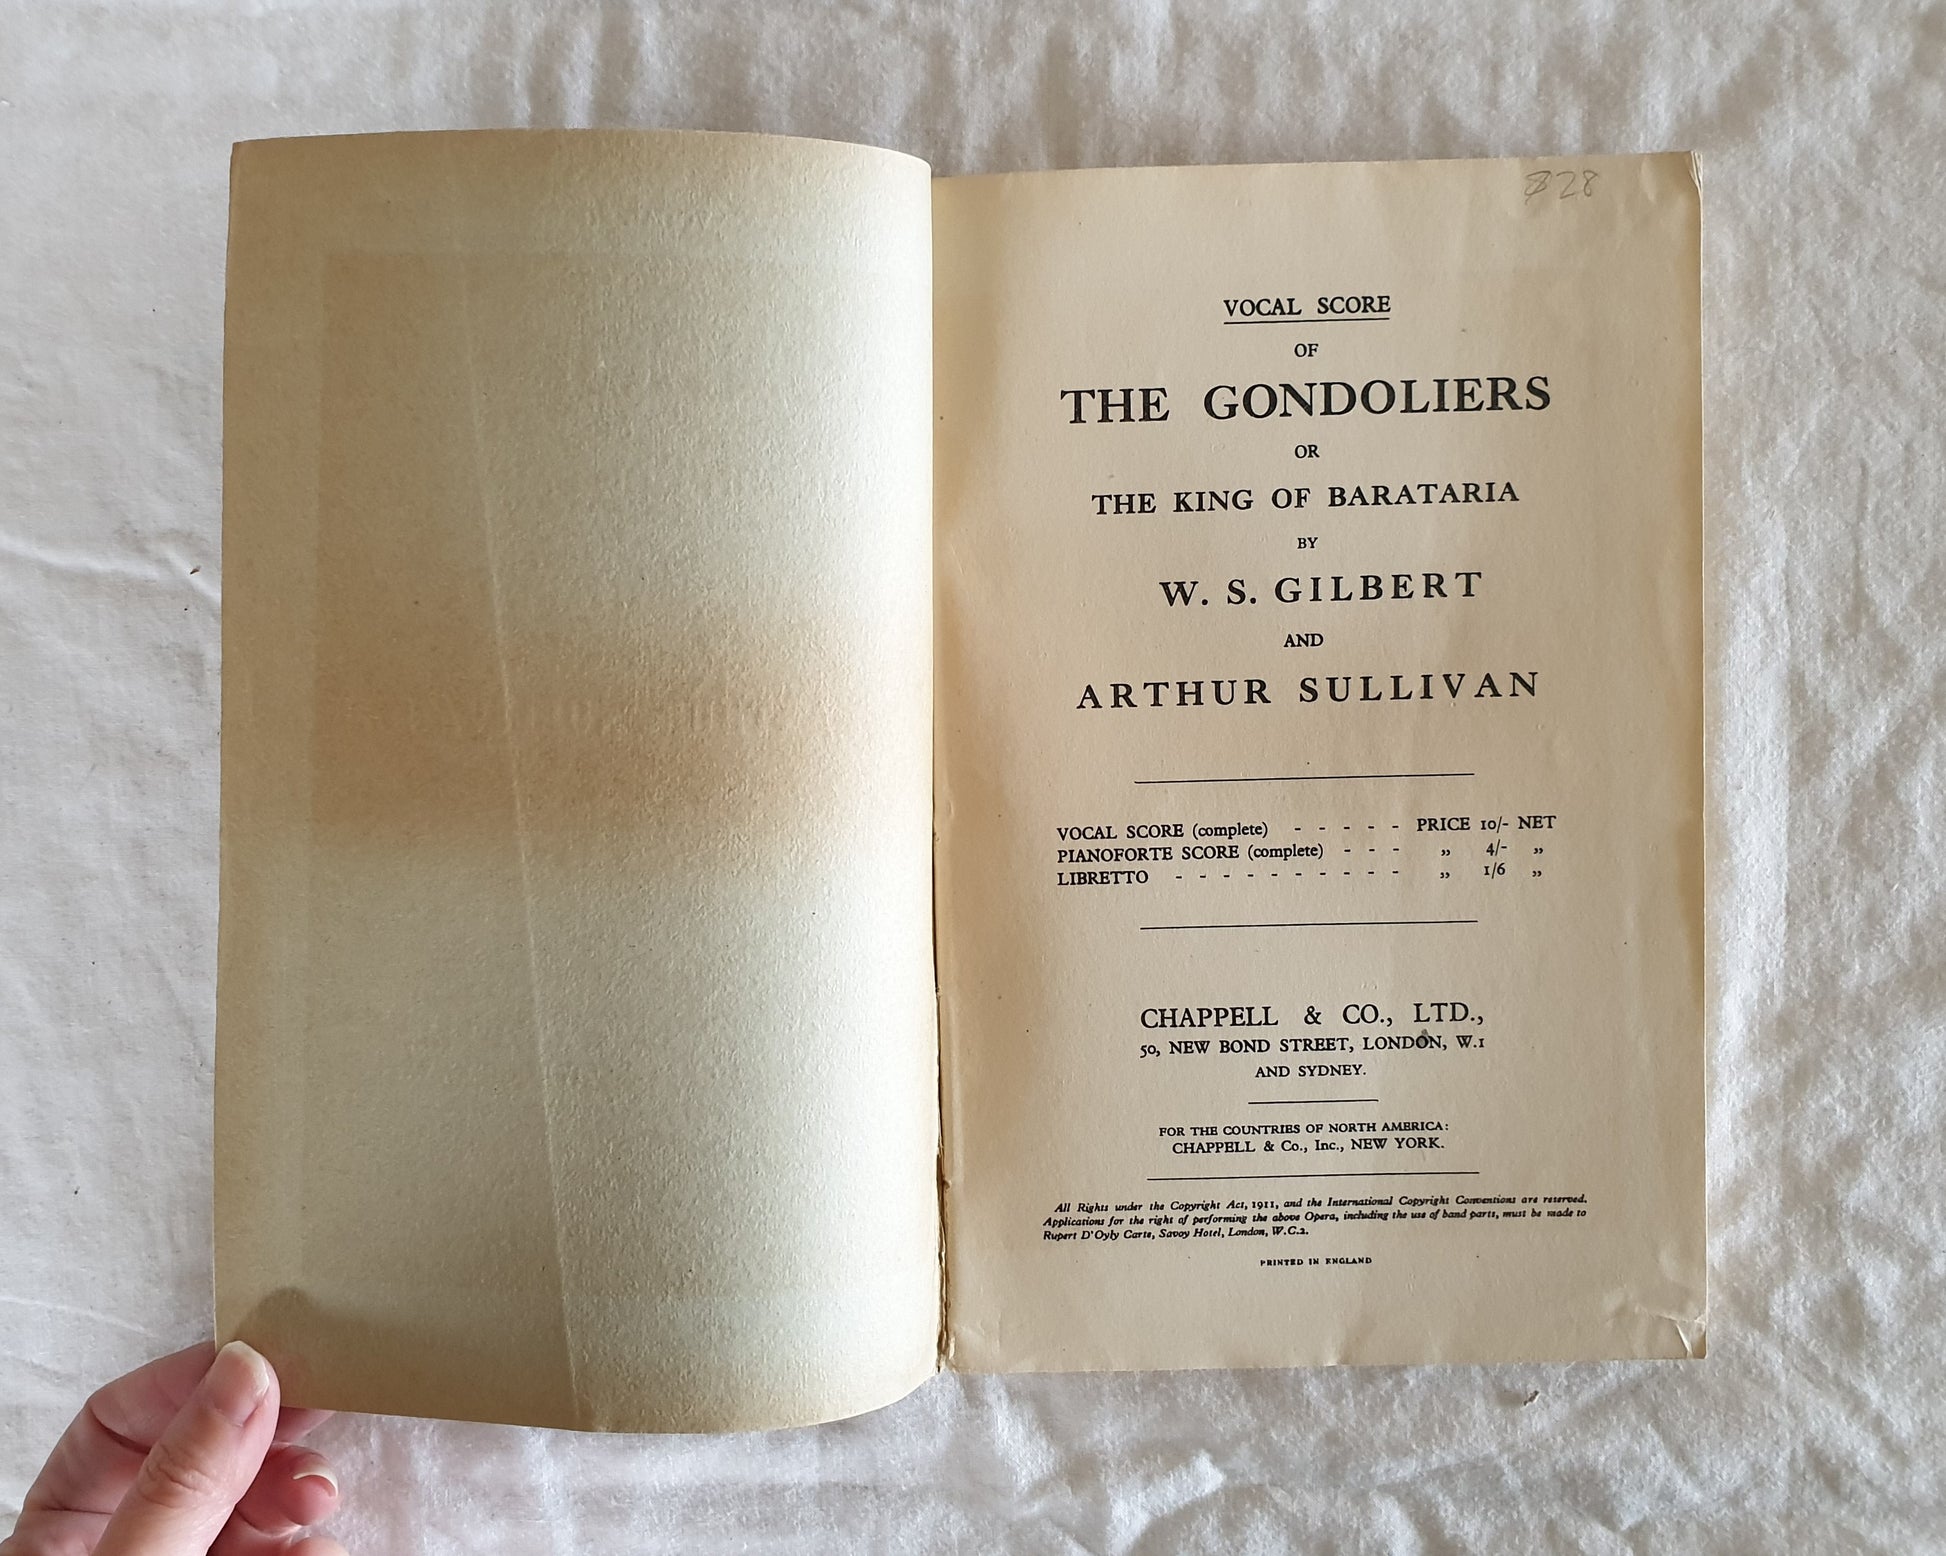 $28
VOCAL SCORE
OF
THE GONDOLIERS
OR
THE KING OF BARATARIA
BY
W. S. GILBERT
AND
ARTHUR SULLIVAN
VOCAL SCORE (complete) - - - - - PRICE 10/- NET
PIANOFORTE SCORE (complete) - - - „ 4/- „
LIBRETTO - - - - - - - - - - „ 1/6 „
CHAPPELL & CO., LTD.,
50, NEW BOND STREET, LONDON, W.1
AND SYDNEY.
FOR THE COUNTRIES OF NORTH AMERICA:
CHAPPELL & Co., Inc., NEW YORK.
All Rights under the Copyright Act, 1911, and the International Copyright Conventions are reserved.
Applications for the right of performing the above Opera, including the use of band parts, must be made to
Rupert D'Oyly Carte, Savoy Hotel, London, W.C.2.
PRINTED IN ENGLAND